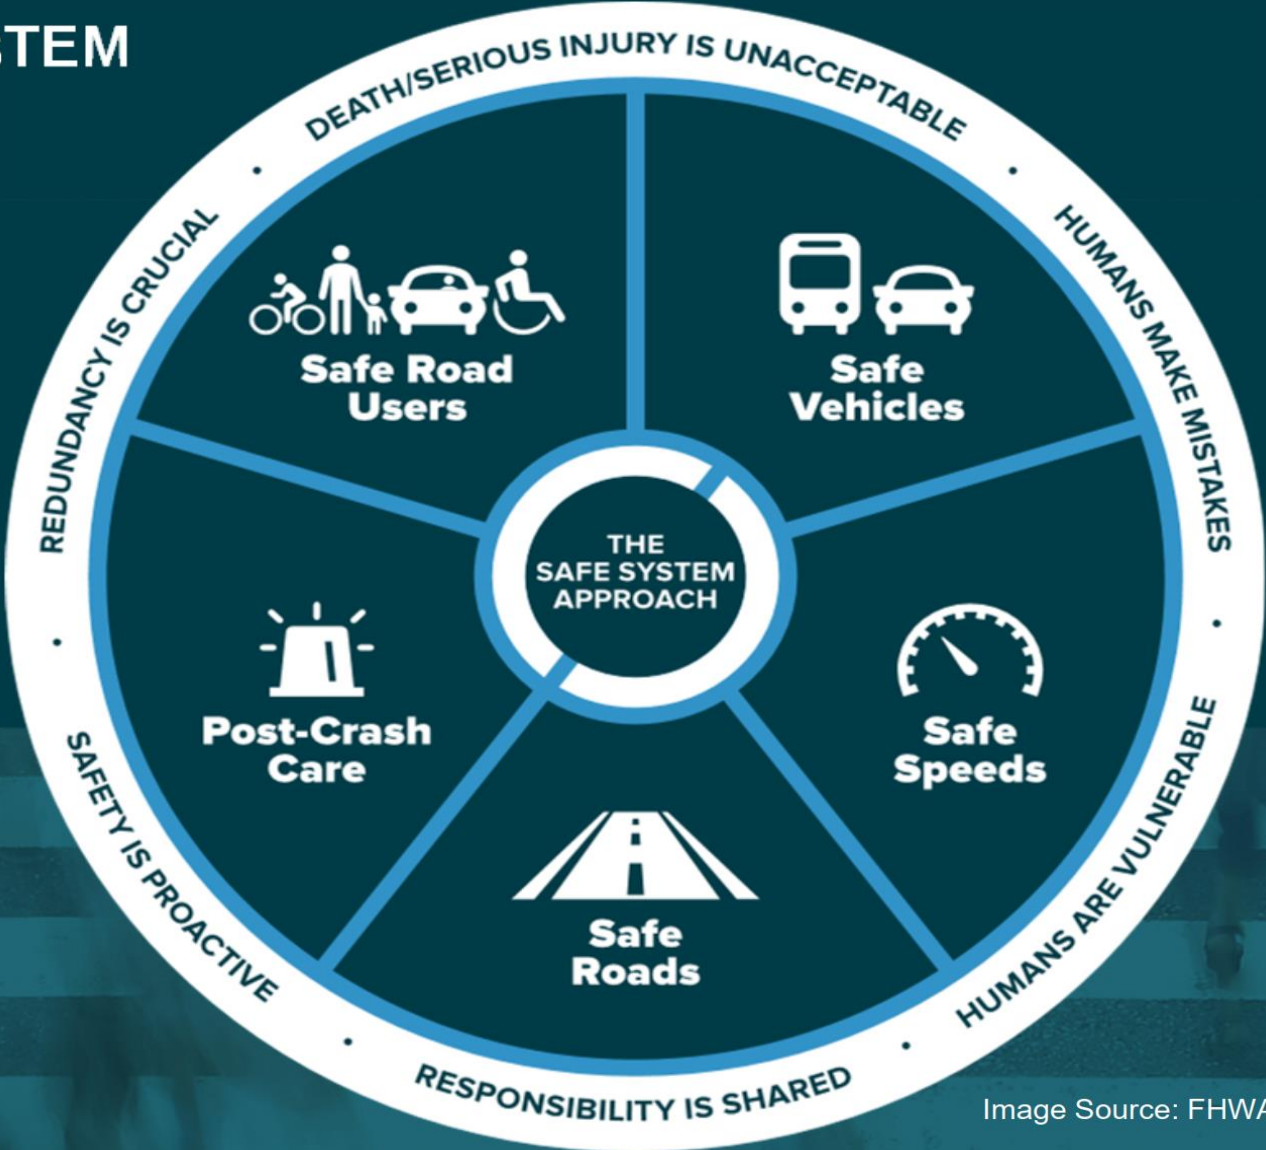 STEM
DEATH/SERIOUS INJURY IS UNACCEPTABLE
HUMANS MAKE MISTAKES
HUMANS ARE VULNERABLE
RESPONSIBILITY IS SHARED
SAFETY IS PROACTIVE
REDUNDANCY IS CRUCIAL
Safe Road
Users
Safe
Vehicles
THE
SAFE SYSTEM
APPROACH
Post-Crash
Care
Safe
Speeds
Safe
Roads
Image Source: FHWA